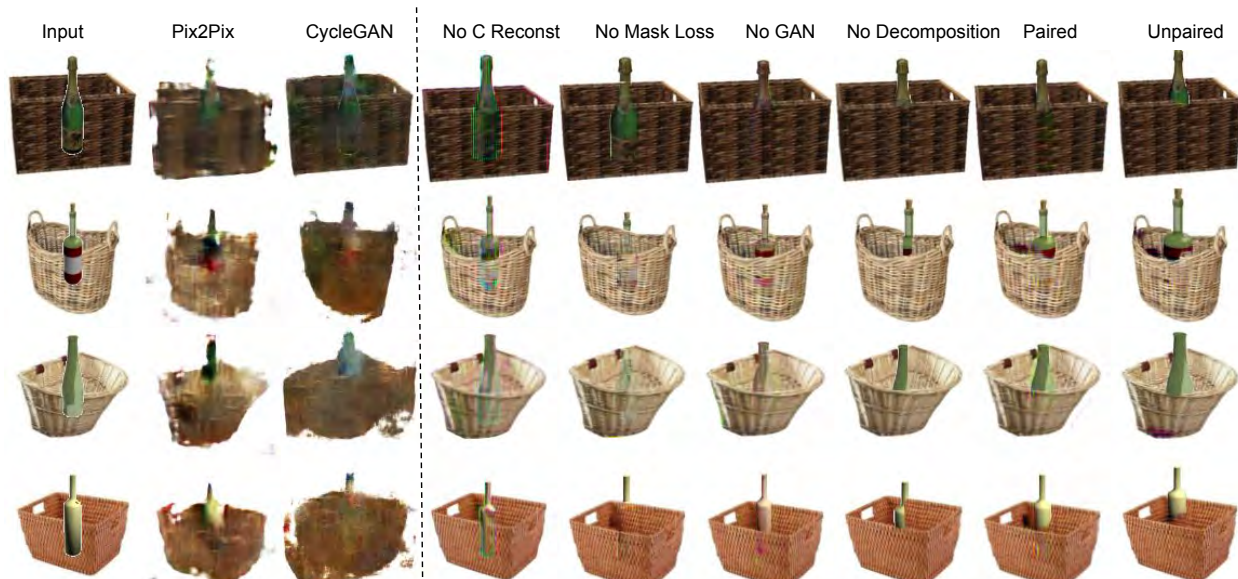 Input Pix2Pix CycleGAN No C Reconst No Mask Loss No GAN No Decomposition Paired Unpaired